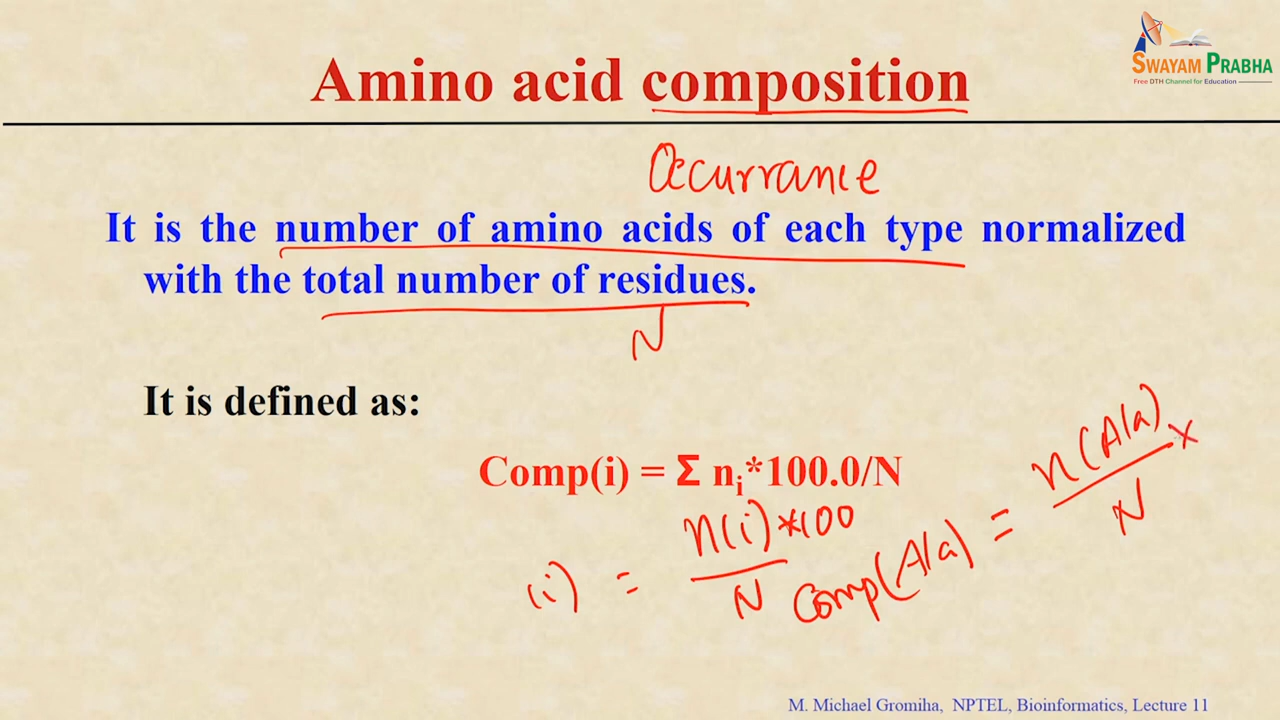 SWAYAM PRABHA
Free DTH Channel for Education
Amino acid composition
Occurrance
It is the number of amino acids of each type normalized
with the total number of residues.
N
It is defined as:
Comp(i) = Σ nᵢ*100.0/N
(i) = n(i)*100 / N
Comp(Ala) = n(Ala) / N ×
M. Michael Gromiha, NPTEL, Bioinformatics, Lecture 11